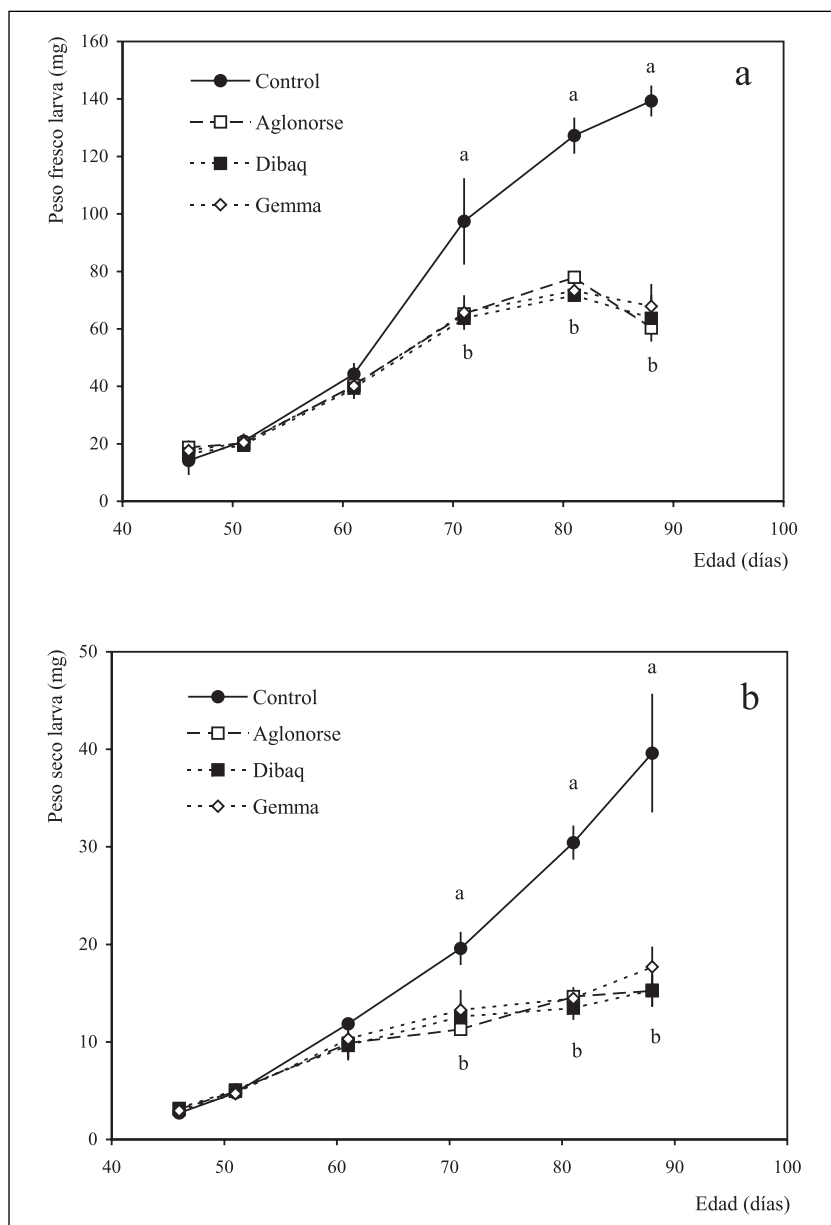 160
140
120
100
80
60
40
20
0
Peso fresco larva (mg)
Control
Aglonorse
Dibaq
Gemma
a
a
a
a
b
b
b
40 50 60 70 80 90 100
Edad (días)
50
40
30
20
10
0
Peso seco larva (mg)
Control
Aglonorse
Dibaq
Gemma
b
a
a
a
b
b
b
40 50 60 70 80 90 100
Edad (días)